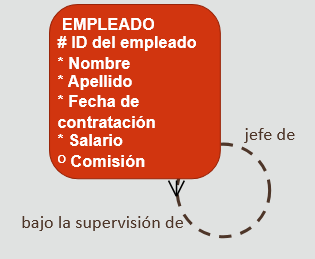 EMPLEADO
# ID del empleado
* Nombre
* Apellido
* Fecha de
contratación
* Salario
o Comisión
jefe de
bajo la supervisión de